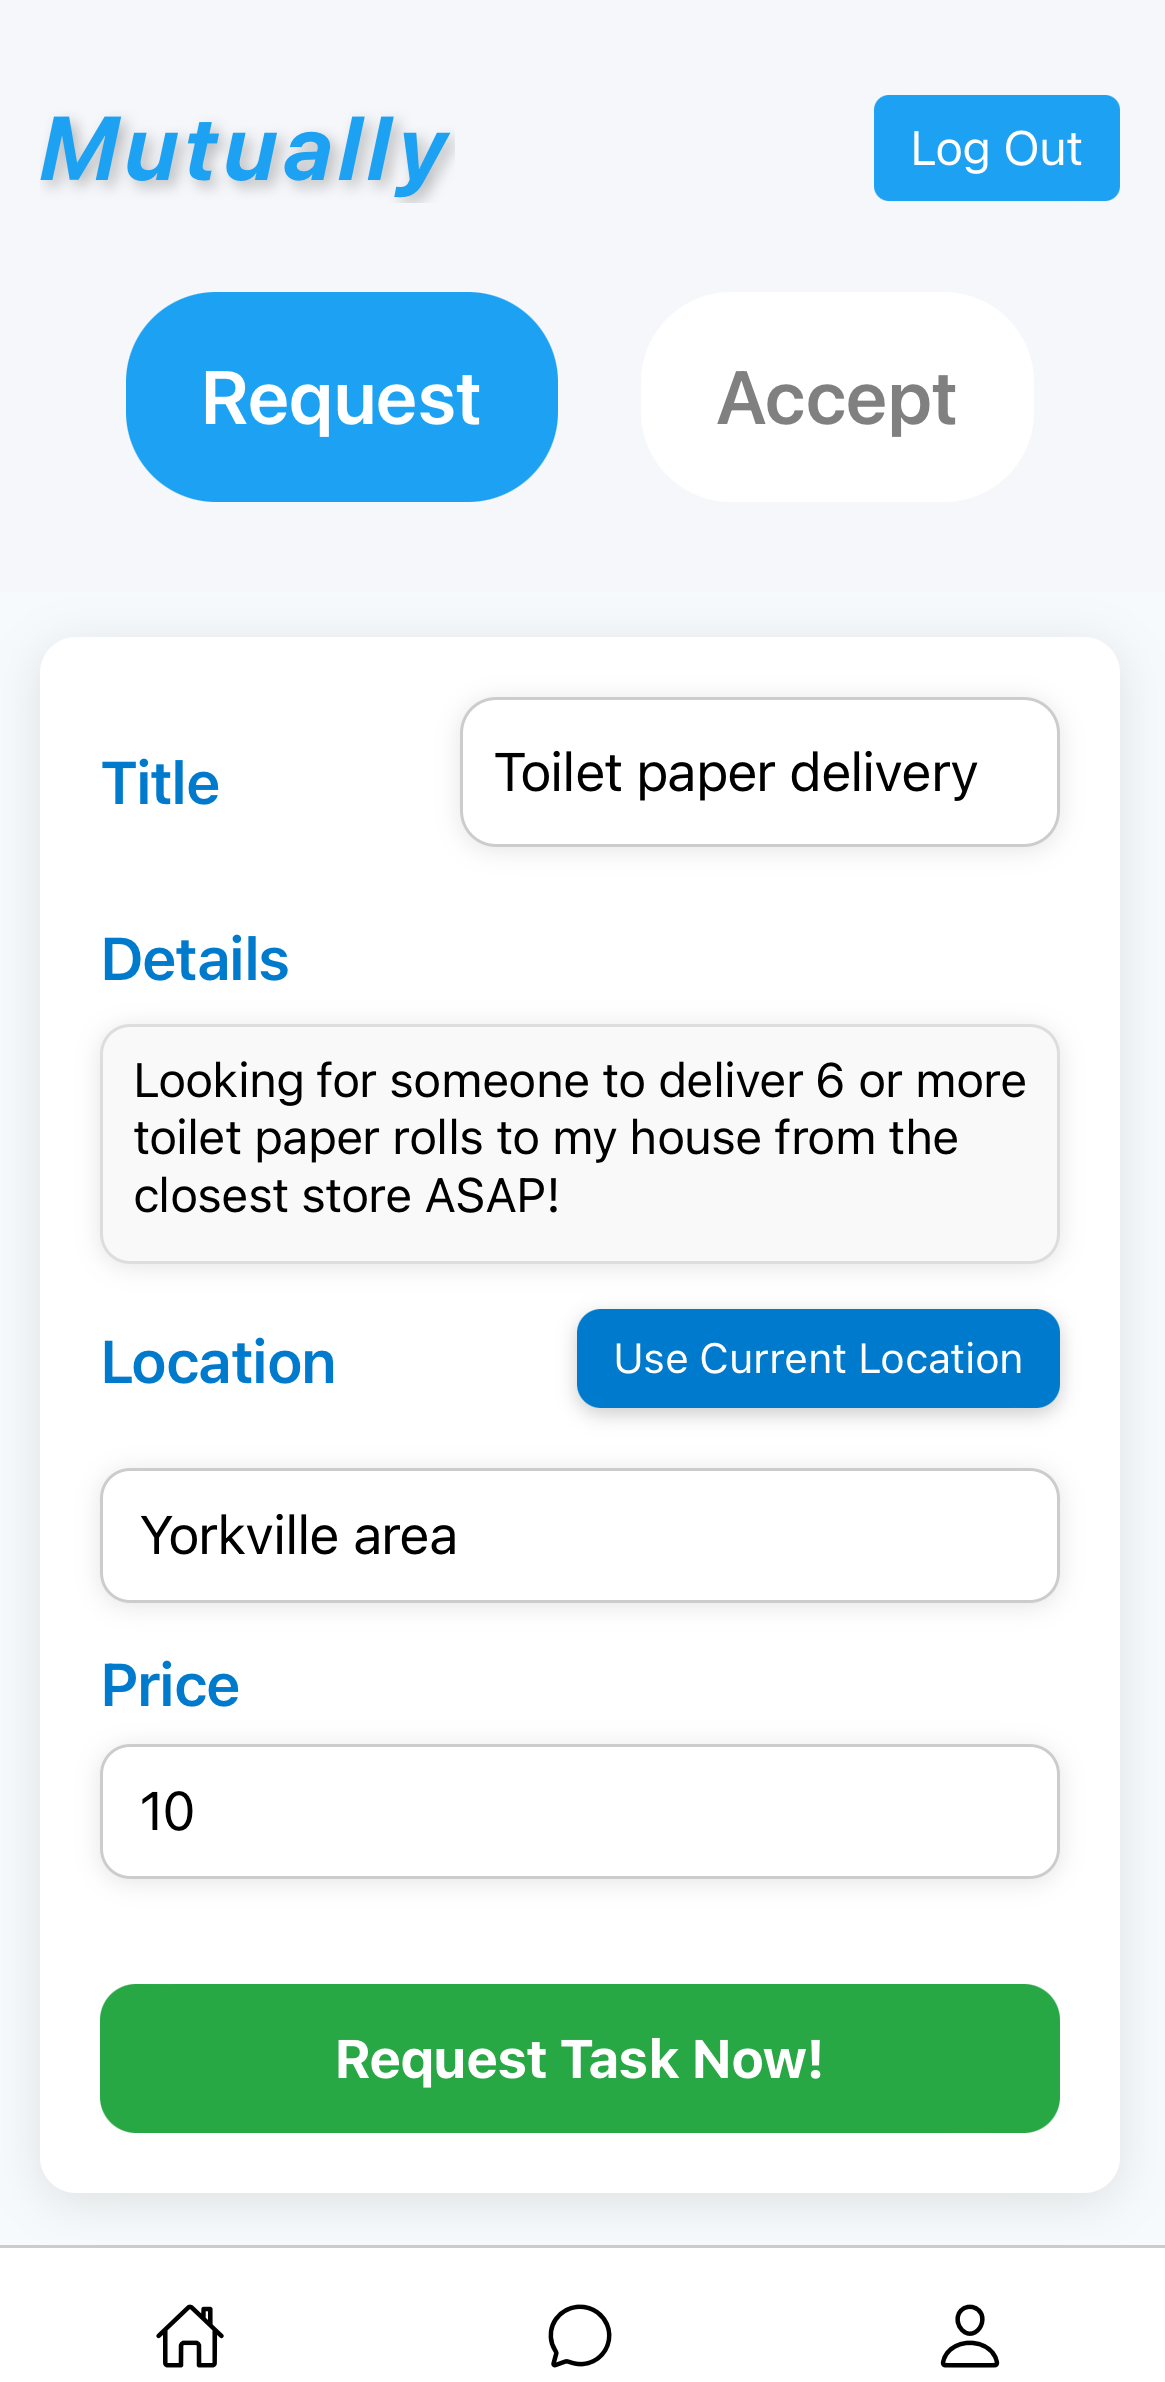 Mutually
Log Out
Request
Accept
Title
Toilet paper delivery
Details
Looking for someone to deliver 6 or more
toilet paper rolls to my house from the
closest store ASAP!
Location
Use Current Location
Yorkville area
Price
10
Request Task Now!